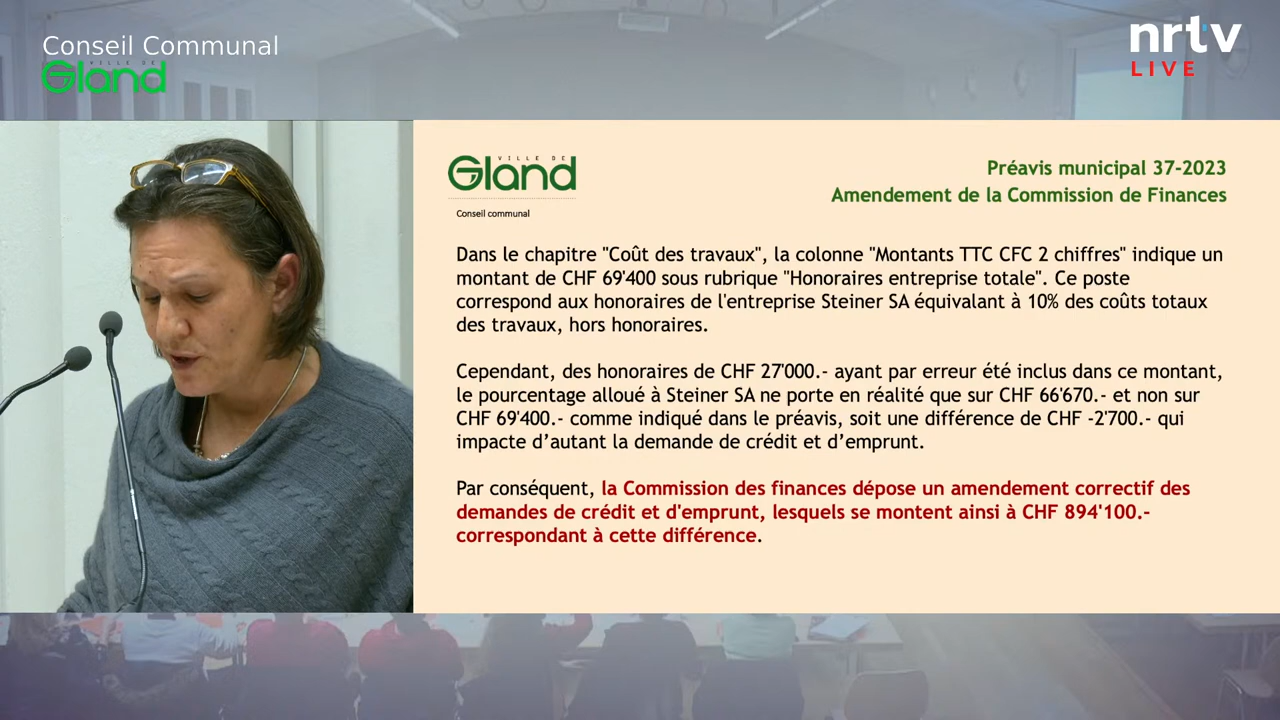 Conseil Communal
VILLE DE
Gland
nrtv
LIVE
VILLE DE
Gland
Conseil communal
Préavis municipal 37-2023
Amendement de la Commission de Finances
Dans le chapitre "Coût des travaux", la colonne "Montants TTC CFC 2 chiffres" indique un
montant de CHF 69'400 sous rubrique "Honoraires entreprise totale". Ce poste
correspond aux honoraires de l'entreprise Steiner SA équivalant à 10% des coûts totaux
des travaux, hors honoraires.
Cependant, des honoraires de CHF 27'000.- ayant par erreur été inclus dans ce montant,
le pourcentage alloué à Steiner SA ne porte en réalité que sur CHF 66'670.- et non sur
CHF 69'400.- comme indiqué dans le préavis, soit une différence de CHF -2'700.- qui
impacte d’autant la demande de crédit et d’emprunt.
Par conséquent, la Commission des finances dépose un amendement correctif des
demandes de crédit et d'emprunt, lesquels se montent ainsi à CHF 894'100.-
correspondant à cette différence.